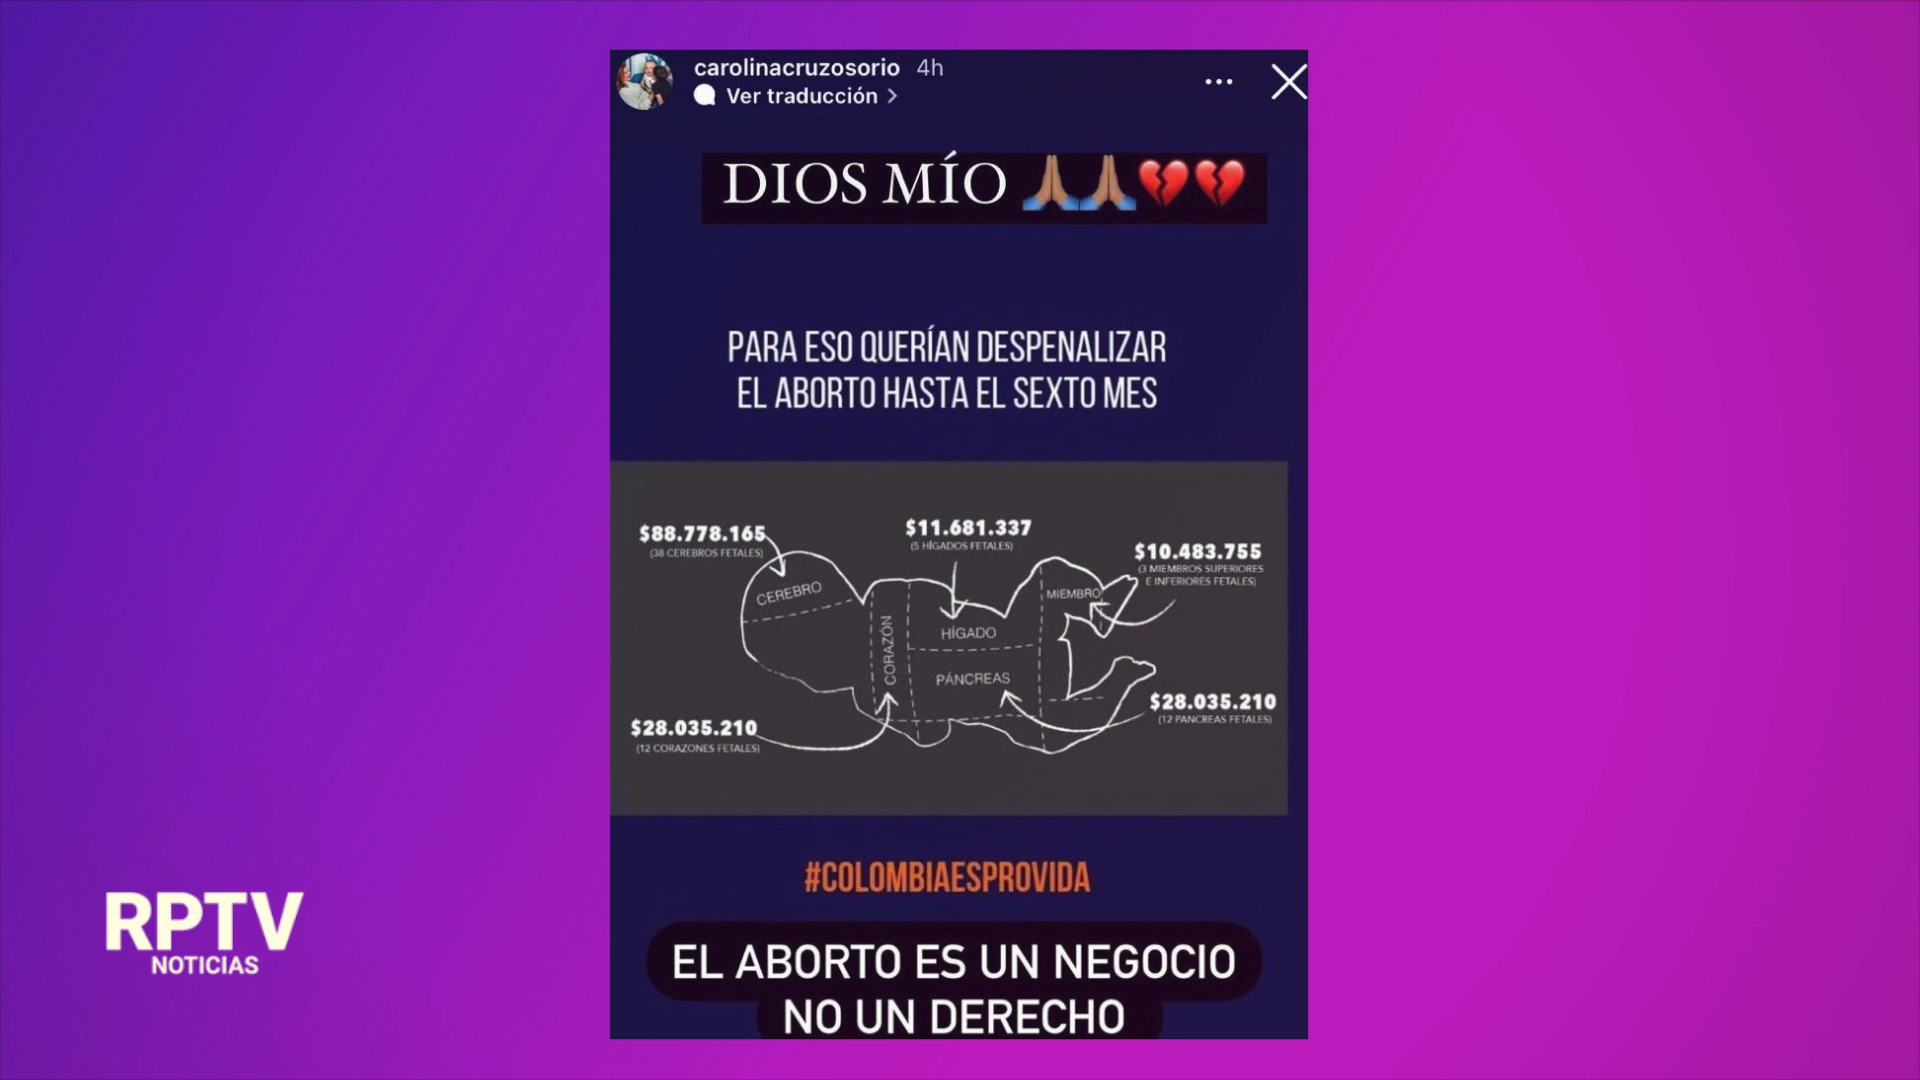 carolinacruzosorio 4h
Ver traducción >
DIOS MÍO 🙏🏽🙏🏽💔💔
PARA ESO QUERÍAN DESPENALIZAR
EL ABORTO HASTA EL SEXTO MES
$88.778.165
(38 CEREBROS FETALES)
$11.681.337
(5 HÍGADOS FETALES)
$10.483.755
(3 MIEMBROS SUPERIORES
E INFERIORES FETALES)
CEREBRO
CORAZÓN
HÍGADO
PÁNCREAS
MIEMBRO
$28.035.210
(12 CORAZONES FETALES)
$28.035.210
(12 PANCREAS FETALES)
#COLOMBIAESPROVIDA
EL ABORTO ES UN NEGOCIO
NO UN DERECHO
RPTV
NOTICIAS